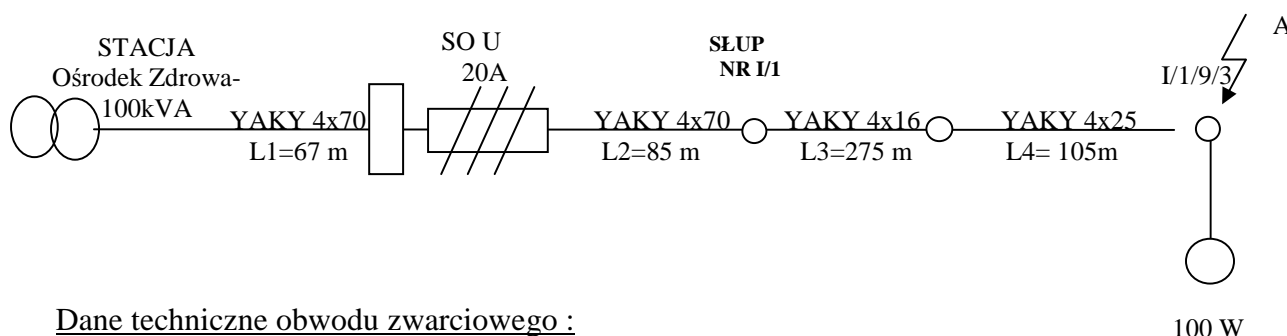 STACJA
Ośrodek Zdrowa-
100kVA
SO U
20A
SŁUP
NR I/1
A
I/1/9/3
YAKY 4x70
L1=67 m
YAKY 4x70
L2=85 m
YAKY 4x16
L3=275 m
YAKY 4x25
L4= 105m
Dane techniczne obwodu zwarciowego :
100 W